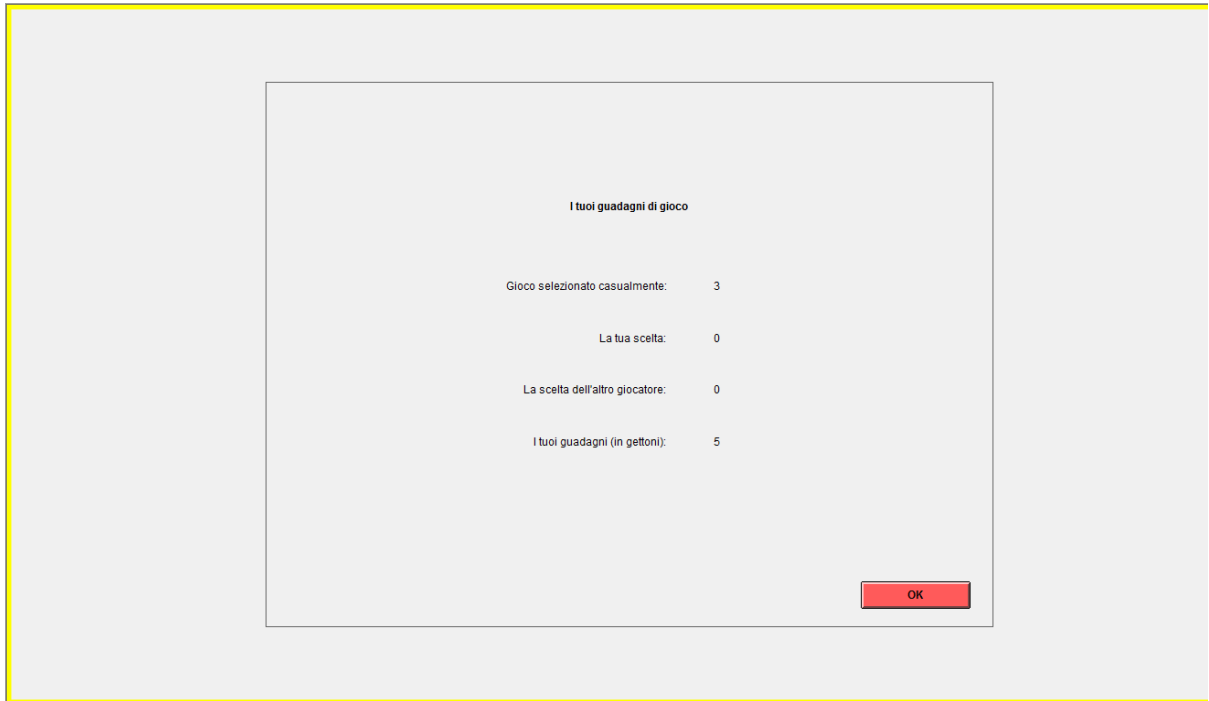 I tuoi guadagni di gioco
Gioco selezionato casualmente: 3
La tua scelta: 0
La scelta dell'altro giocatore: 0
I tuoi guadagni (in gettoni): 5
OK